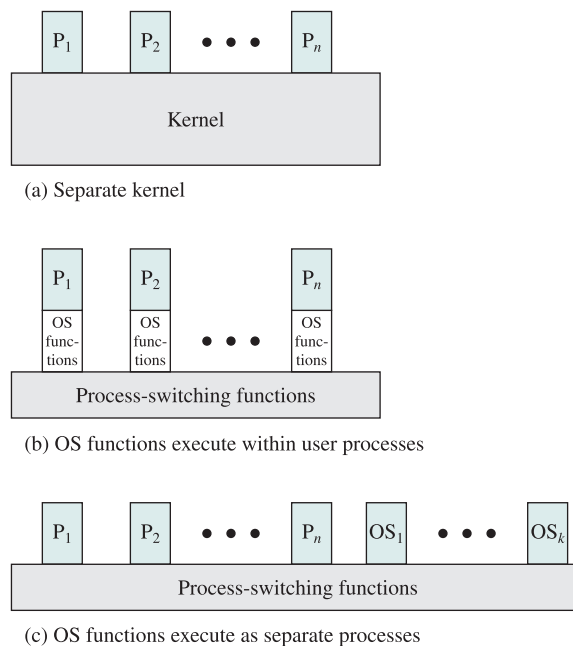 P₁ P₂ • • • Pₙ
Kernel
(a) Separate kernel
P₁ P₂ Pₙ
OS func- tions OS func- tions • • • OS func- tions
Process-switching functions
(b) OS functions execute within user processes
P₁ P₂ • • • Pₙ OS₁ • • • OSₖ
Process-switching functions
(c) OS functions execute as separate processes